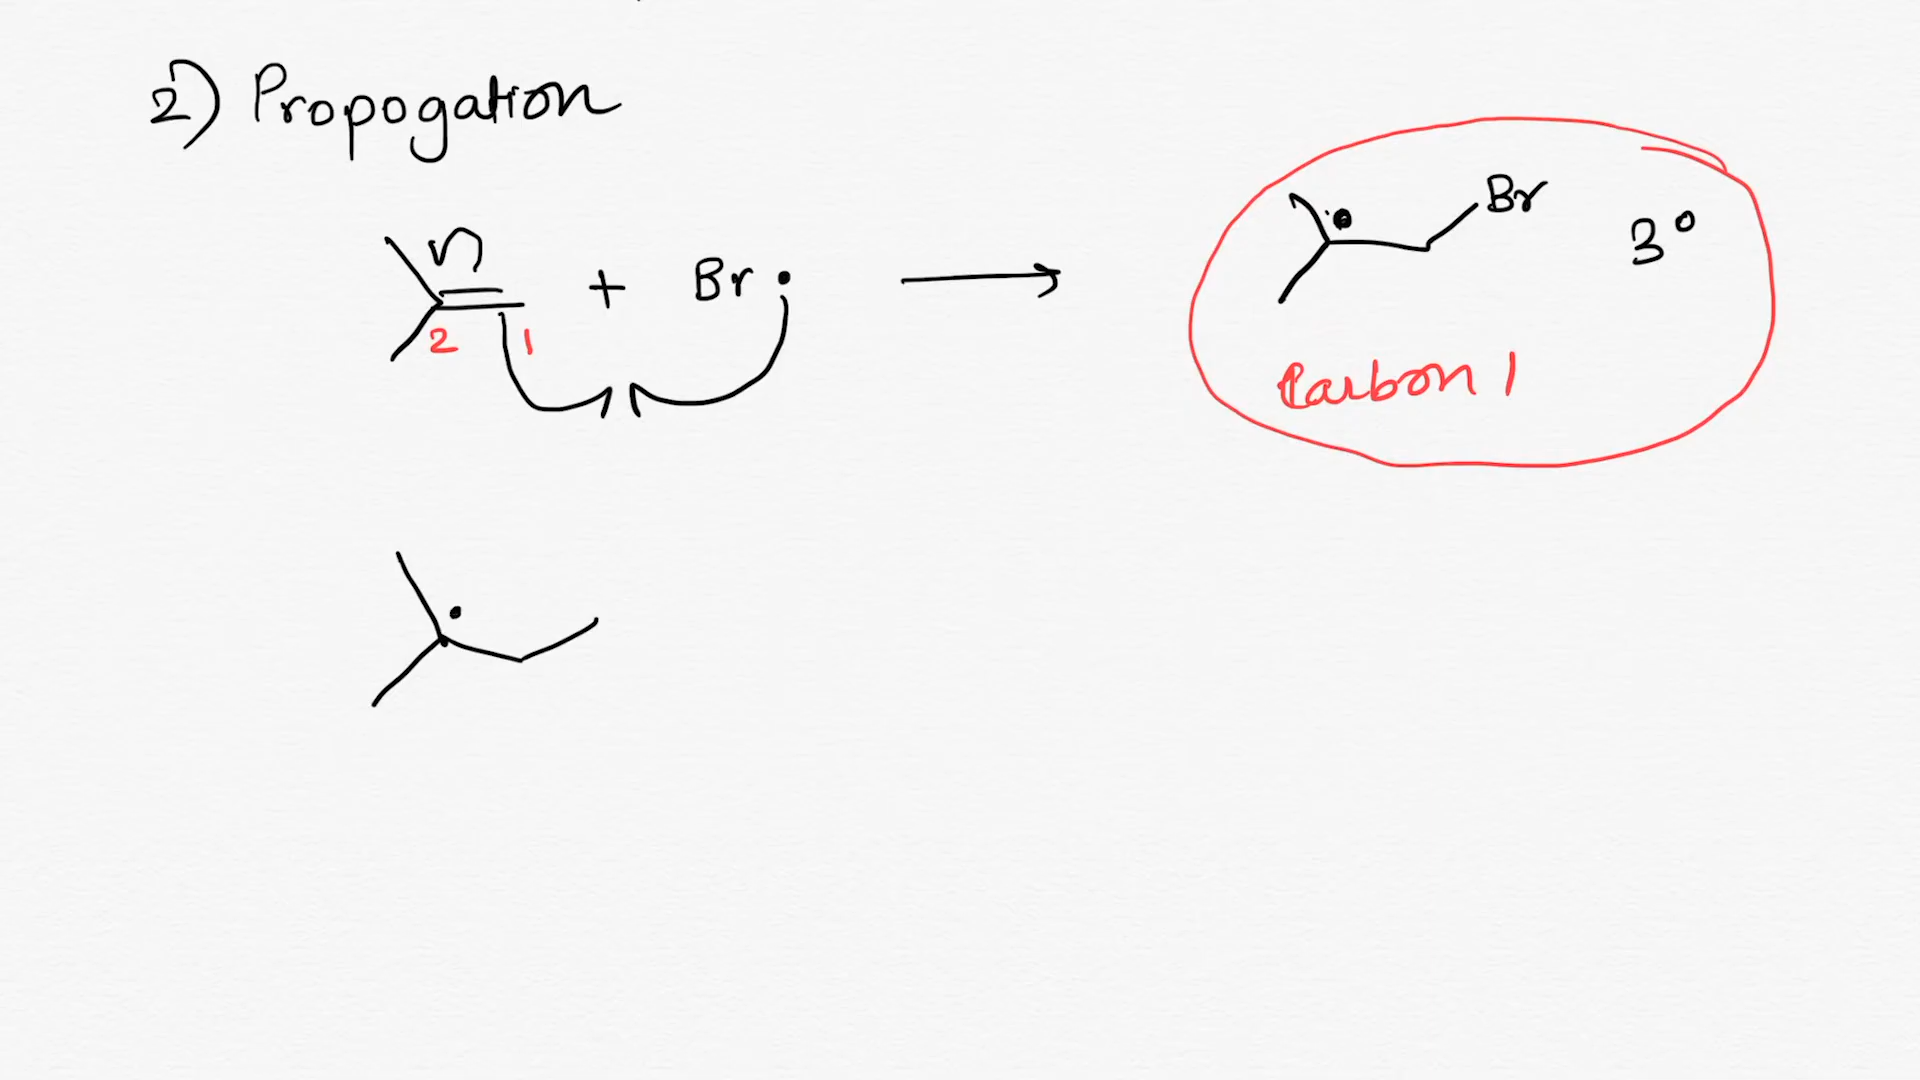 2) Propogation
+ Br •
2 1
Br
3°
Carbon 1